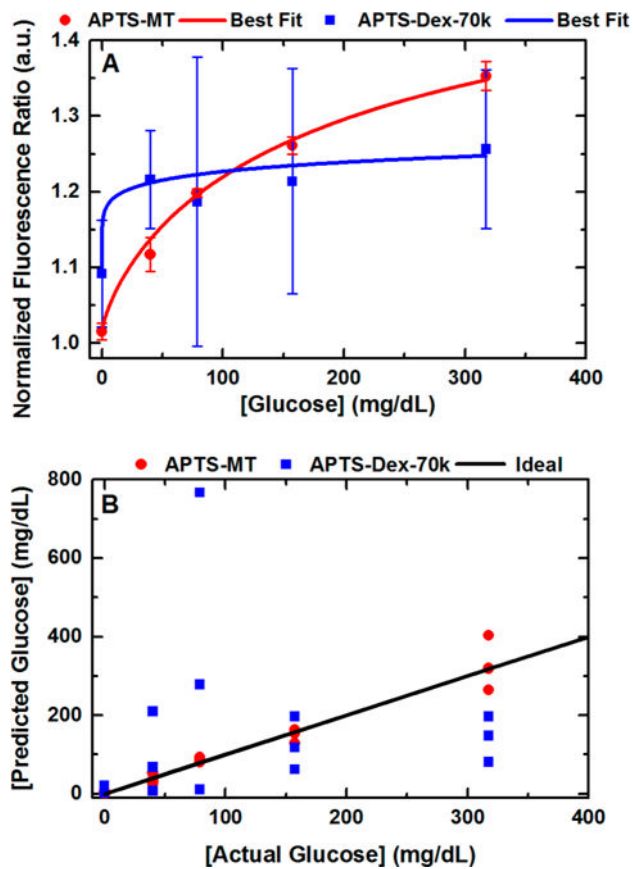 APTS-MT Best Fit APTS-Dex-70k Best Fit
A
1.4
1.3
1.2
1.1
1.0
Normalized Fluorescence Ratio (a.u.)
0 100 200 300 400
[Glucose] (mg/dL)
APTS-MT APTS-Dex-70k Ideal
B
800
600
400
200
0
[Predicted Glucose] (mg/dL)
0 100 200 300 400
[Actual Glucose] (mg/dL)